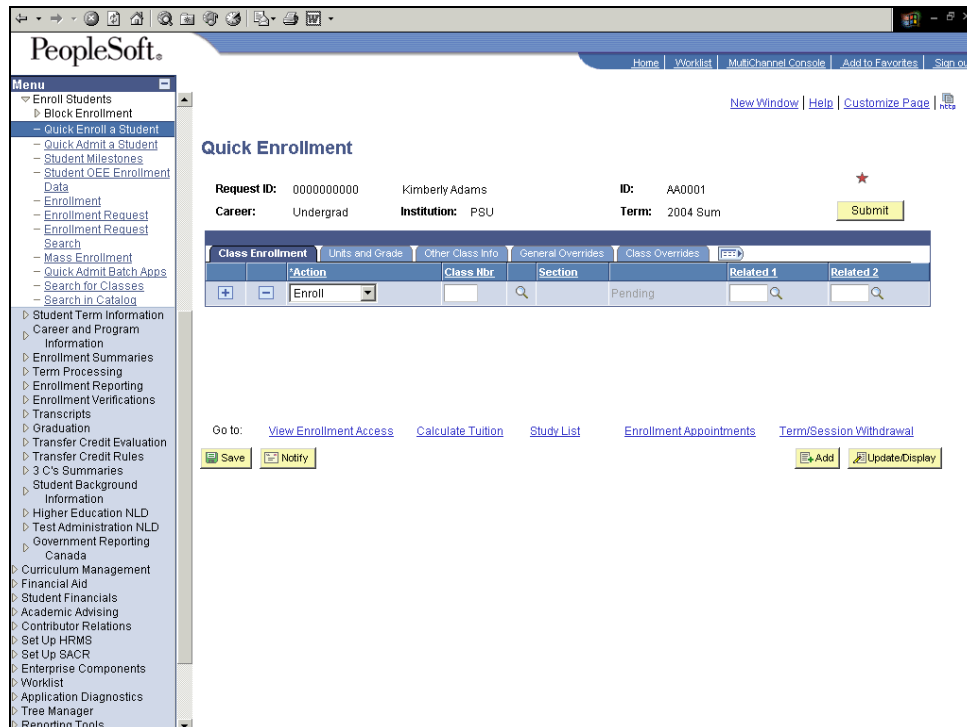 PeopleSoft®
Home | Worklist | MultiChannel Console | Add to Favorites | Sign ou
Menu
Enroll Students
Block Enrollment
Quick Enroll a Student
Quick Admit a Student
Student Milestones
Student OEE Enrollment
Data
Enrollment
Enrollment Request
Enrollment Request
Search
Mass Enrollment
Quick Admit Batch Apps
Search for Classes
Search in Catalog
Student Term Information
Career and Program
Information
Enrollment Summaries
Term Processing
Enrollment Reporting
Enrollment Verifications
Transcripts
Graduation
Transfer Credit Evaluation
Transfer Credit Rules
3 C's Summaries
Student Background
Information
Higher Education NLD
Test Administration NLD
Government Reporting
Canada
Curriculum Management
Financial Aid
Student Financials
Academic Advising
Contributor Relations
Set Up HRMS
Set Up SACR
Enterprise Components
Worklist
Application Diagnostics
Tree Manager
Reporting Tools
New Window | Help | Customize Page | http
Quick Enrollment
Request ID: 0000000000 Kimberly Adams ID: AA0001
Career: Undergrad Institution: PSU Term: 2004 Sum Submit
Class Enrollment Units and Grade Other Class Info General Overrides Class Overrides
*Action Class Nbr Section Related 1 Related 2
Enroll Pending
Go to: View Enrollment Access Calculate Tuition Study List Enrollment Appointments Term/Session Withdrawal
Save Notify Add Update/Display